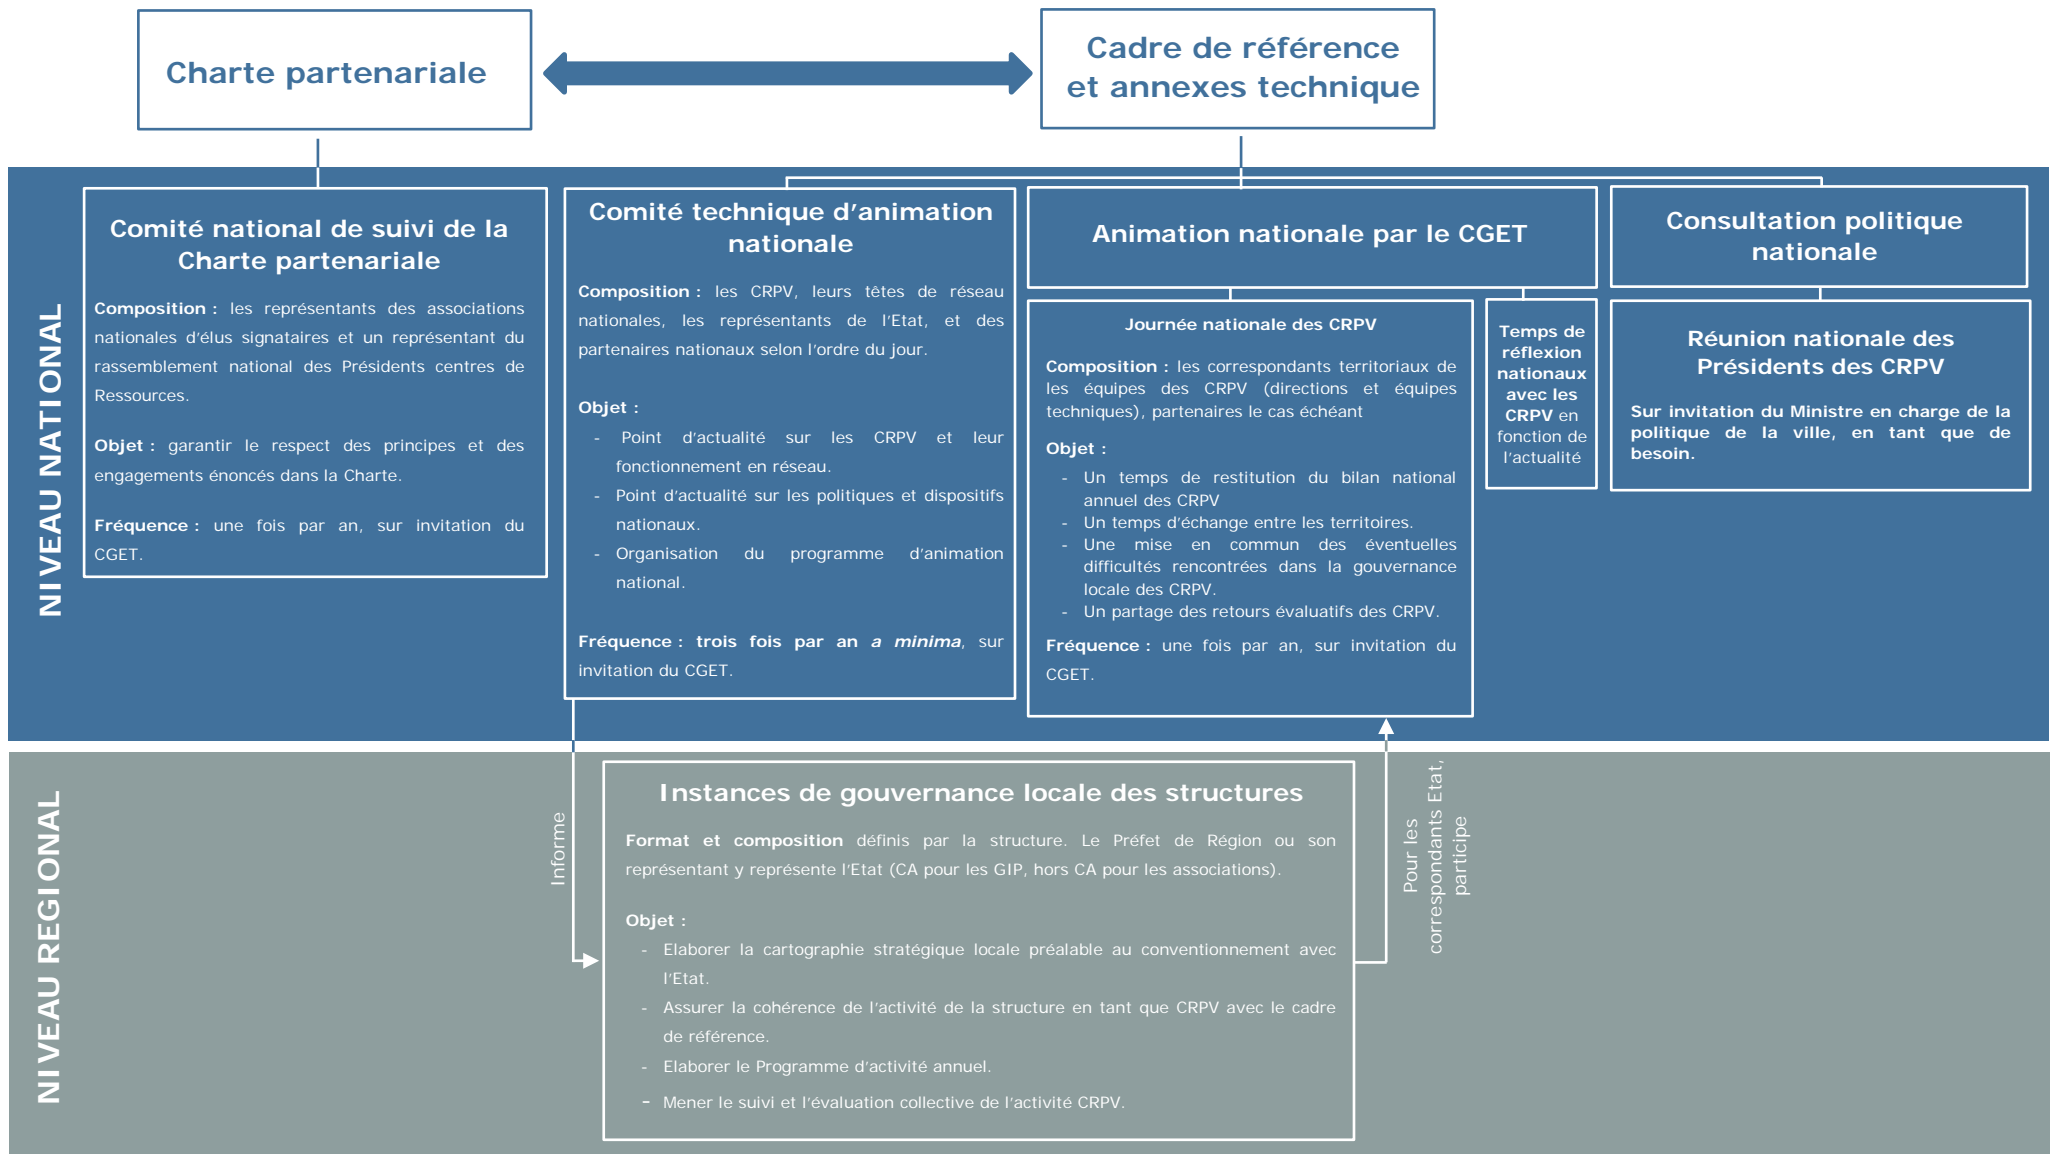 Charte partenariale
Cadre de référence
et annexes technique
NIVEAU NATIONAL
Comité national de suivi de la
Charte partenariale
Composition : les représentants des associations
nationales d'élus signataires et un représentant du
rassemblement national des Présidents centres de
Ressources.
Objet : garantir le respect des principes et des
engagements énoncés dans la Charte.
Fréquence : une fois par an, sur invitation du
CGET.
Comité technique d'animation
nationale
Composition : les CRPV, leurs têtes de réseau
nationales, les représentants de l'Etat, et des
partenaires nationaux selon l'ordre du jour.
Objet :
- Point d'actualité sur les CRPV et leur
fonctionnement en réseau.
- Point d'actualité sur les politiques et dispositifs
nationaux.
- Organisation du programme d'animation
national.
Fréquence : trois fois par an a minima, sur
invitation du CGET.
Animation nationale par le CGET
Journée nationale des CRPV
Composition : les correspondants territoriaux de
les équipes des CRPV (directions et équipes
techniques), partenaires le cas échéant
Objet :
- Un temps de restitution du bilan national
annuel des CRPV
- Un temps d'échange entre les territoires.
- Une mise en commun des éventuelles
difficultés rencontrées dans la gouvernance
locale des CRPV.
- Un partage des retours évaluatifs des CRPV.
Fréquence : une fois par an, sur invitation du
CGET.
Temps de
réflexion
nationaux
avec les
CRPV en
fonction de
l'actualité
Consultation politique
nationale
Réunion nationale des
Présidents des CRPV
Sur invitation du Ministre en charge de la
politique de la ville, en tant que de
besoin.
NIVEAU REGIONAL
Informe
Instances de gouvernance locale des structures
Format et composition définis par la structure. Le Préfet de Région ou son
représentant y représente l'Etat (CA pour les GIP, hors CA pour les associations).
Objet :
- Elaborer la cartographie stratégique locale préalable au conventionnement avec
l'Etat.
- Assurer la cohérence de l'activité de la structure en tant que CRPV avec le cadre
de référence.
- Elaborer le Programme d'activité annuel.
- Mener le suivi et l'évaluation collective de l'activité CRPV.
Pour les
correspondants Etat,
participe